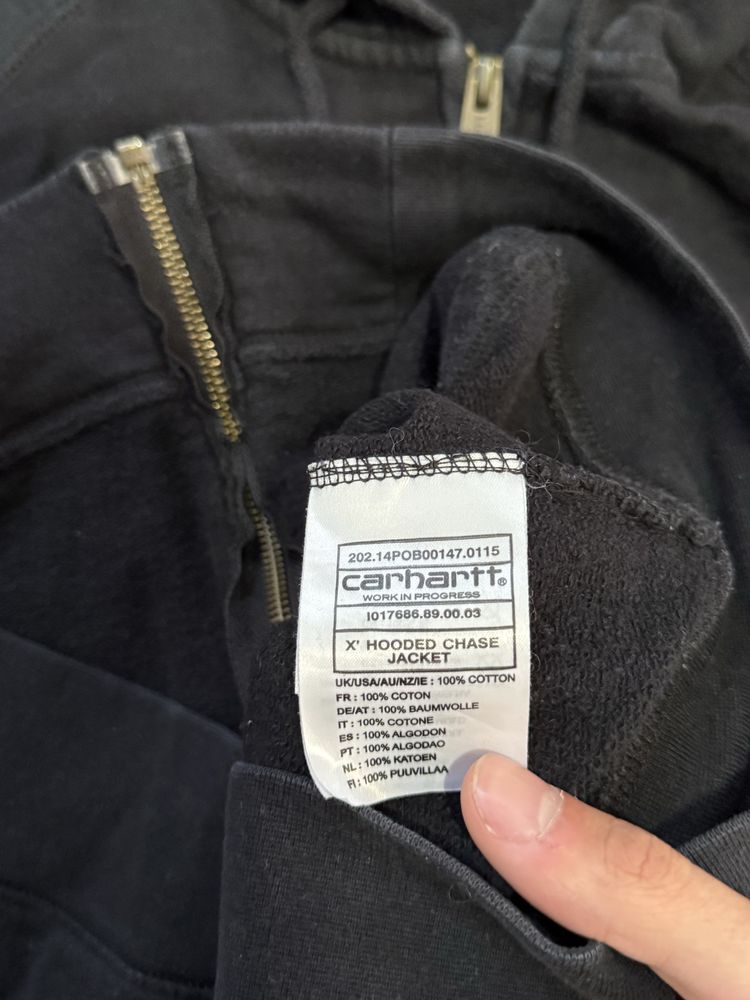 202.14POB00147.0115
carhartt®
WORK IN PROGRESS
I017686.89.00.03
X' HOODED CHASE
JACKET
UK/USA/AU/NZ/IE : 100% COTTON
FR : 100% COTON
DE/AT : 100% BAUMWOLLE
IT : 100% COTONE
ES : 100% ALGODON
PT : 100% ALGODAO
NL : 100% KATOEN
FI : 100% PUUVILLAA